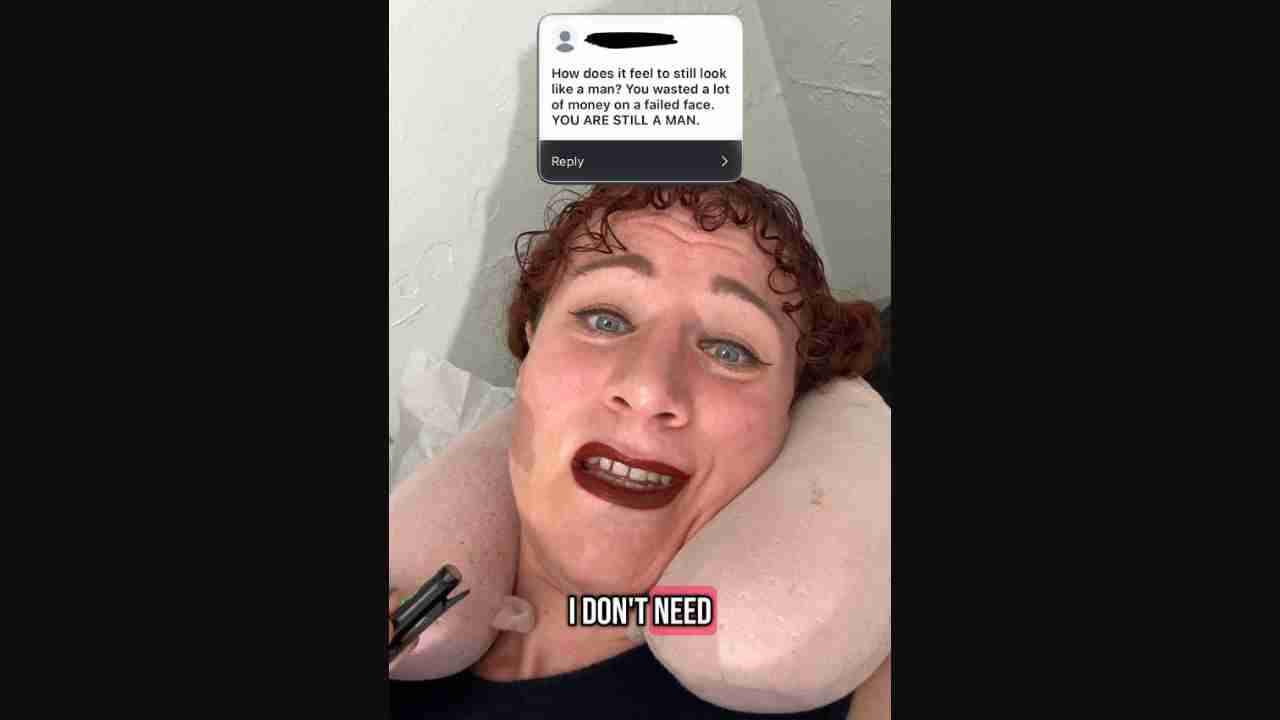 How does it feel to still look
like a man? You wasted a lot
of money on a failed face.
YOU ARE STILL A MAN.
Reply
I DON'T NEED